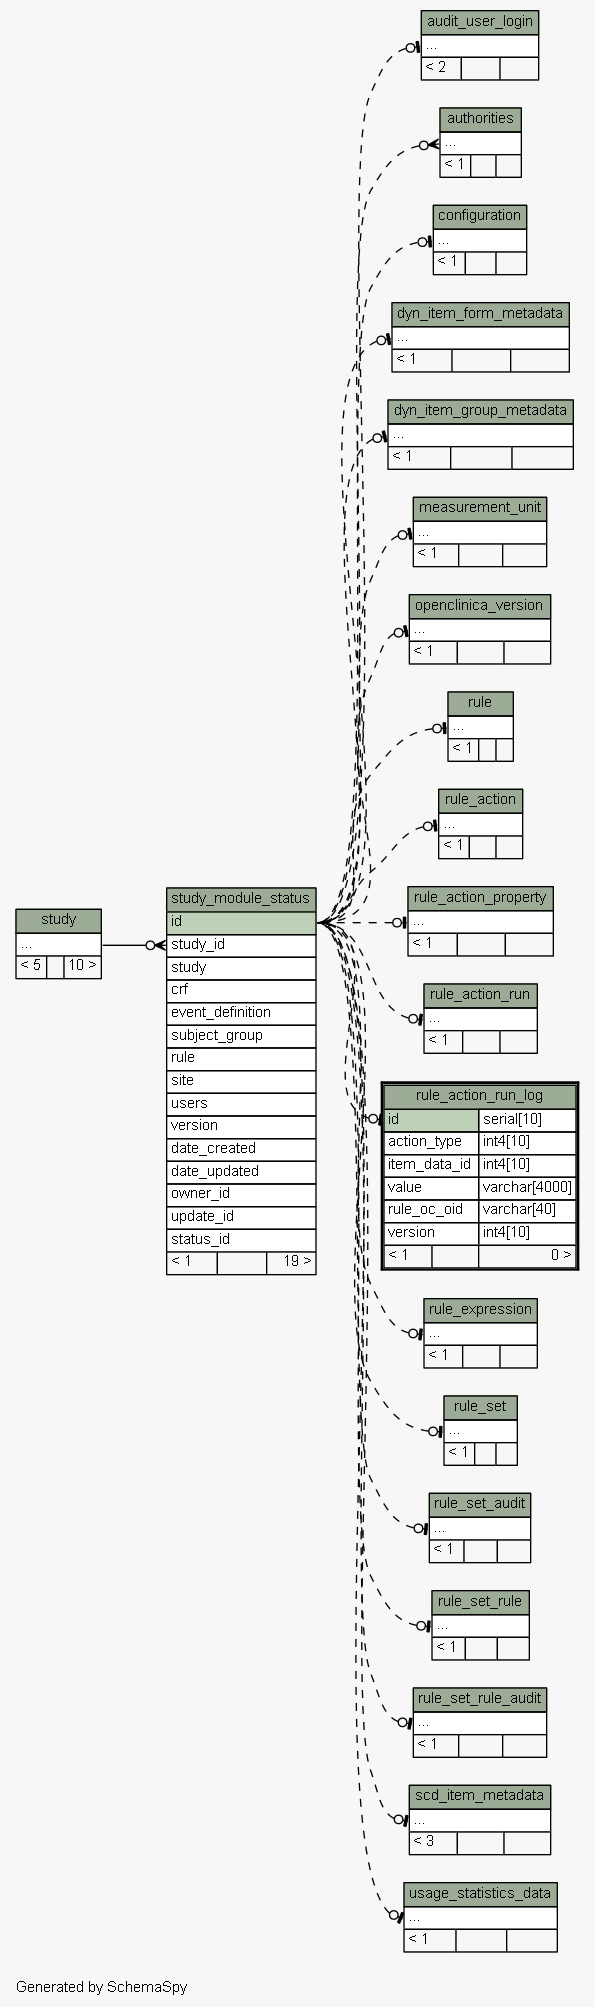 audit_user_login
...
< 2
authorities
...
< 1
configuration
...
< 1
dyn_item_form_metadata
...
< 1
dyn_item_group_metadata
...
< 1
measurement_unit
...
< 1
openclinica_version
...
< 1
rule
...
< 1
rule_action
...
< 1
study
...
< 5 10 >
study_module_status
id
study_id
study
crf
event_definition
subject_group
rule
site
users
version
date_created
date_updated
owner_id
update_id
status_id
< 1 19 >
rule_action_property
...
< 1
rule_action_run
...
< 1
rule_action_run_log
id serial[10]
action_type int4[10]
item_data_id int4[10]
value varchar[4000]
rule_oc_oid varchar[40]
version int4[10]
< 1 0 >
rule_expression
...
< 1
rule_set
...
< 1
rule_set_audit
...
< 1
rule_set_rule
...
< 1
rule_set_rule_audit
...
< 1
scd_item_metadata
...
< 3
usage_statistics_data
...
< 1
Generated by SchemaSpy